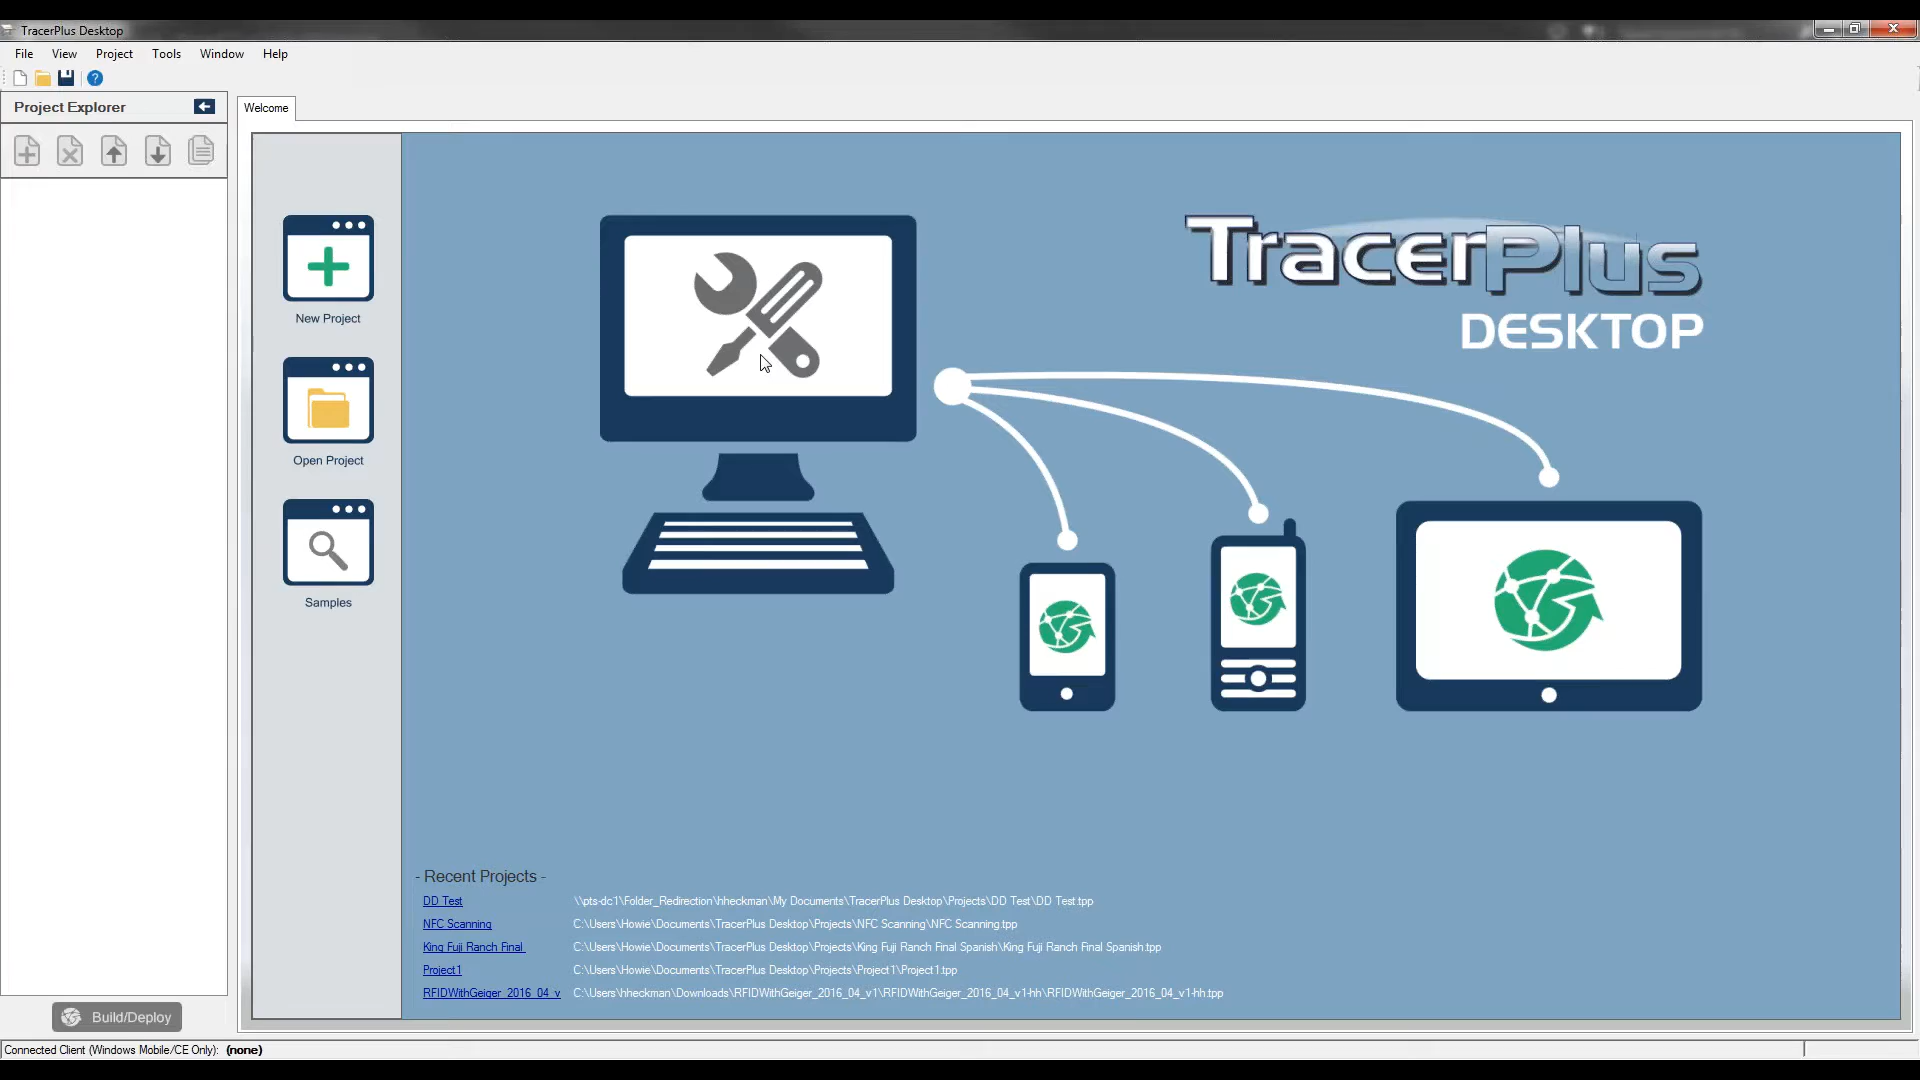 TracerPlus Desktop
File View Project Tools Window Help
Project Explorer
Welcome
New Project
Open Project
Samples
TracerPlus
DESKTOP
- Recent Projects -
DD Test \\pts-dc1\Folder_Redirection\hheckman\My Documents\TracerPlus Desktop\Projects\DD Test\DD Test.tpp
NFC Scanning C:\Users\Howie\Documents\TracerPlus Desktop\Projects\NFC Scanning\NFC Scanning.tpp
King Fuji Ranch Final C:\Users\Howie\Documents\TracerPlus Desktop\Projects\King Fuji Ranch Final Spanish\King Fuji Ranch Final Spanish.tpp
Project1 C:\Users\Howie\Documents\TracerPlus Desktop\Projects\Project1\Project1.tpp
RFIDWithGeiger_2016_04_v C:\Users\hheckman\Downloads\RFIDWithGeiger_2016_04_v1\RFIDWithGeiger_2016_04_v1-hh\RFIDWithGeiger_2016_04_v1-hh.tpp
Build/Deploy
Connected Client (Windows Mobile/CE Only): (none)